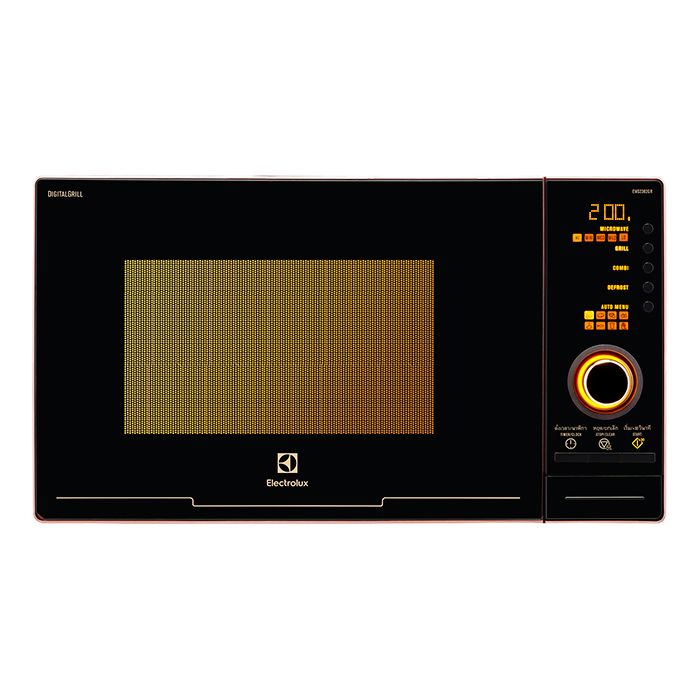 DIGITALGRILL
EMS2382GR
200g
MICROWAVE
GRILL
COMBI
DEFROST
AUTO MENU
ตั้งเวลา/นาฬิกา หยุด/ยกเลิก เริ่ม/+30วินาที
TIMER/CLOCK STOP/CLEAR START
Electrolux